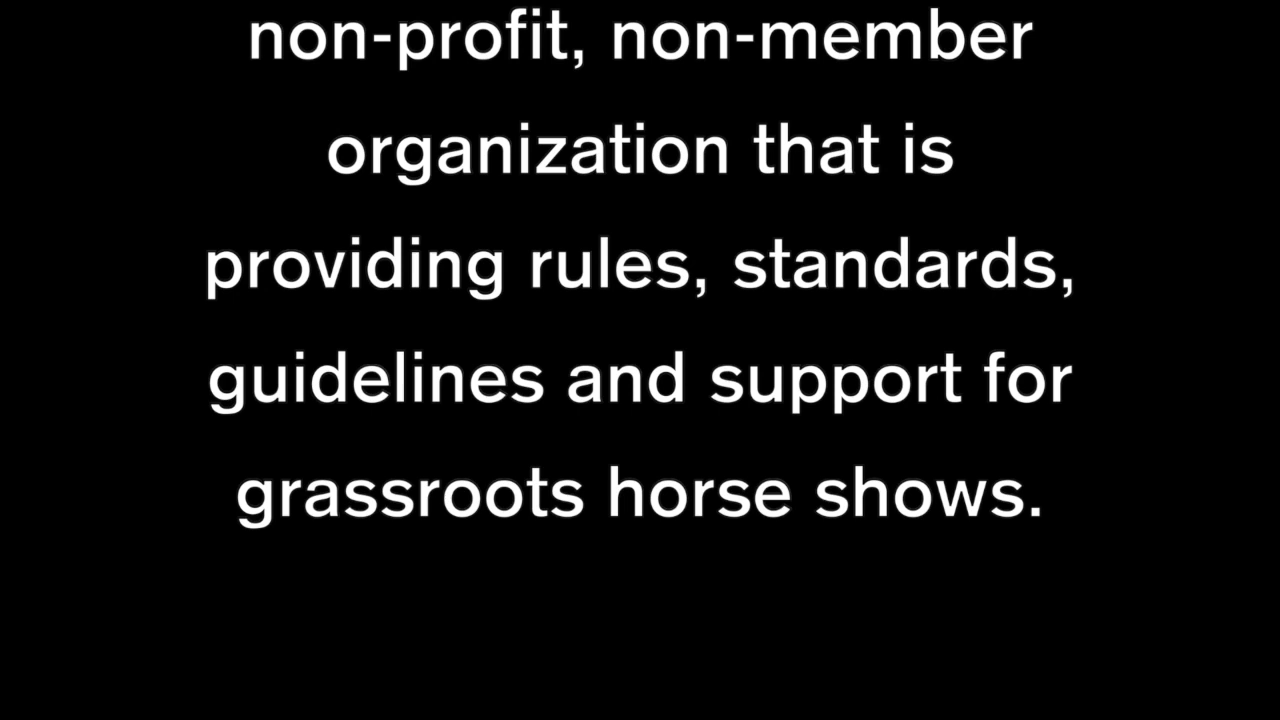 non-profit, non-member
organization that is
providing rules, standards,
guidelines and support for
grassroots horse shows.